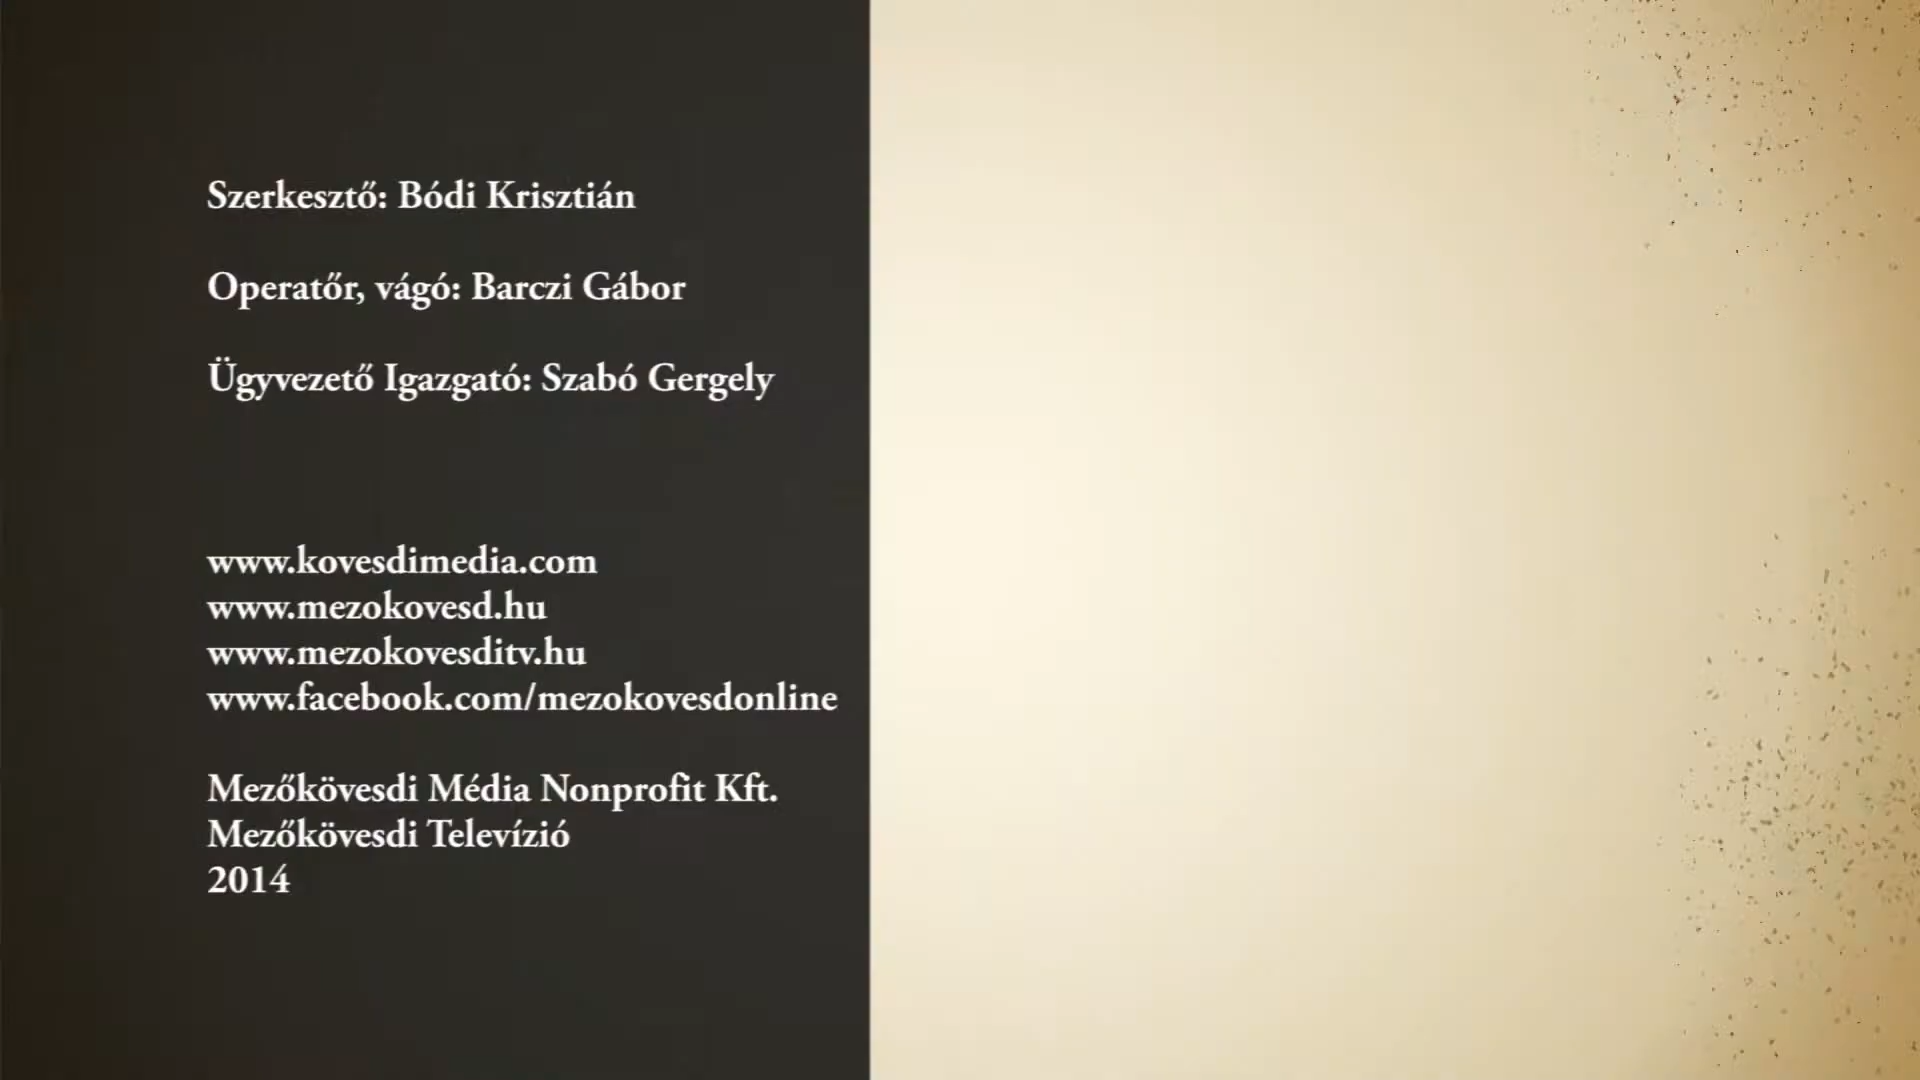 Szerkesztő: Bódi Krisztián
Operatőr, vágó: Barczi Gábor
Ügyvezető Igazgató: Szabó Gergely
www.kovesdimedia.com
www.mezokovesd.hu
www.mezokovesditv.hu
www.facebook.com/mezokovesdonline
Mezőkövesdi Média Nonprofit Kft.
Mezőkövesdi Televízió
2014